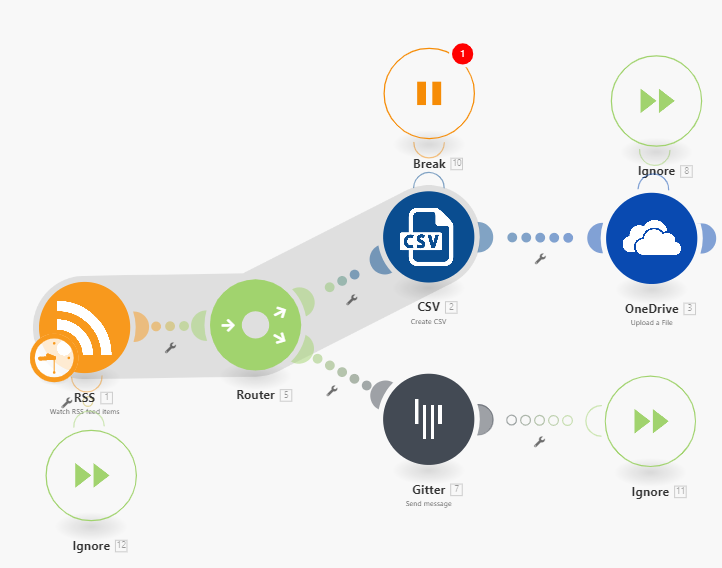 1
Break 10
Ignore 8
CSV
CSV 2
Create CSV
OneDrive 3
Upload a File
RSS 1
Watch RSS feed items
Router 5
Gitter 7
Send message
Ignore 11
Ignore 12